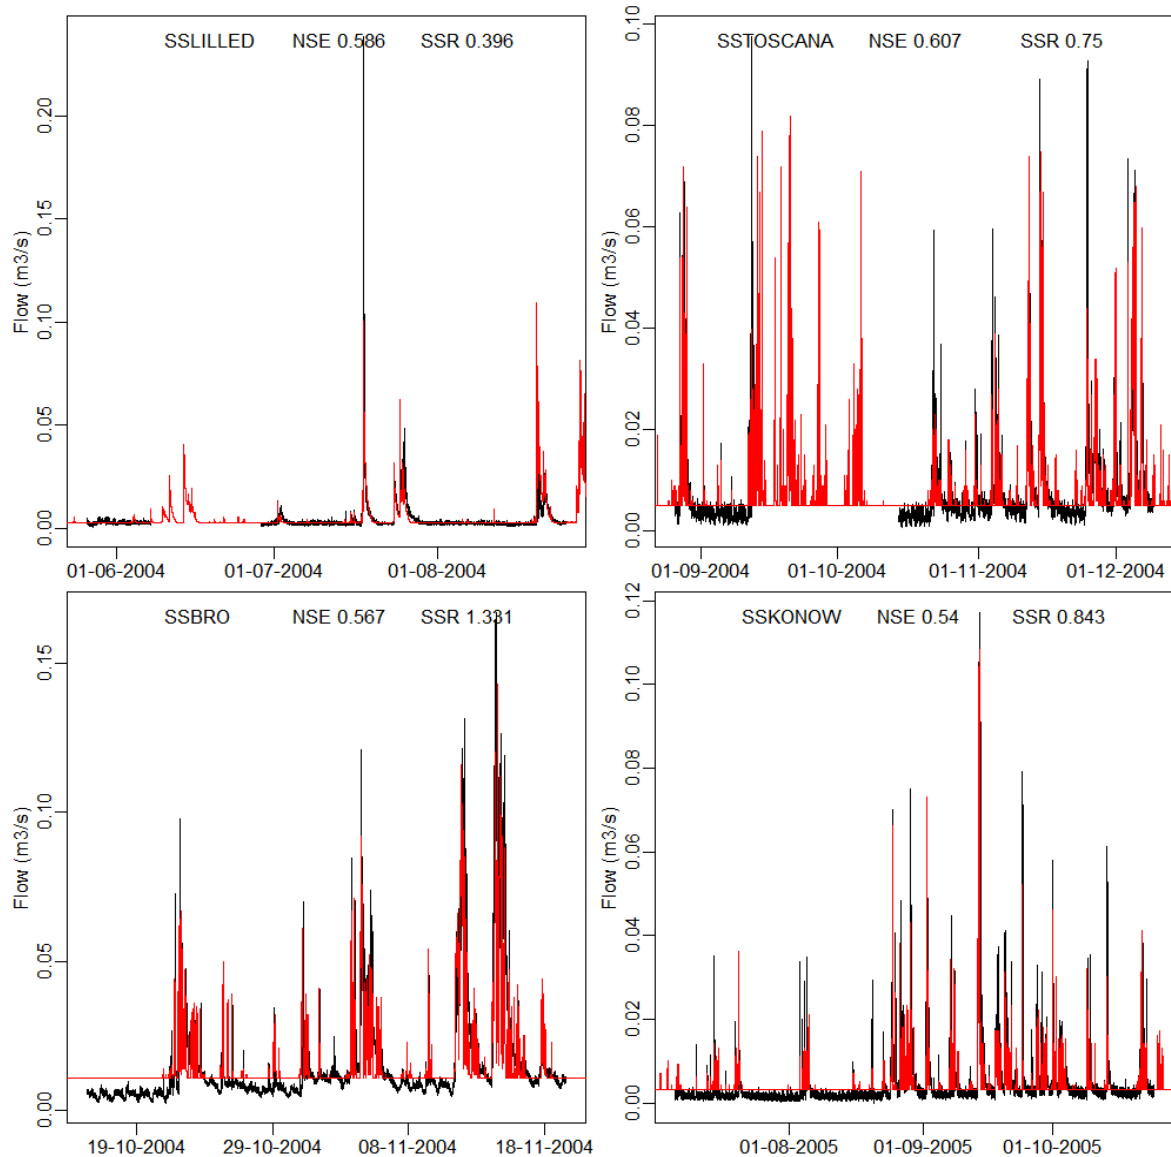 SSLILLED NSE 0.586 SSR 0.396
Flow (m3/s)
0.00 0.05 0.10 0.15 0.20
01-06-2004 01-07-2004 01-08-2004
SSTOSCANA NSE 0.607 SSR 0.75
Flow (m3/s)
0.00 0.02 0.04 0.06 0.08 0.10
01-09-2004 01-10-2004 01-11-2004 01-12-2004
SSBRO NSE 0.567 SSR 1.331
Flow (m3/s)
0.00 0.05 0.10 0.15
19-10-2004 29-10-2004 08-11-2004 18-11-2004
SSKONOW NSE 0.54 SSR 0.843
Flow (m3/s)
0.00 0.02 0.04 0.06 0.08 0.10 0.12
01-08-2005 01-09-2005 01-10-2005